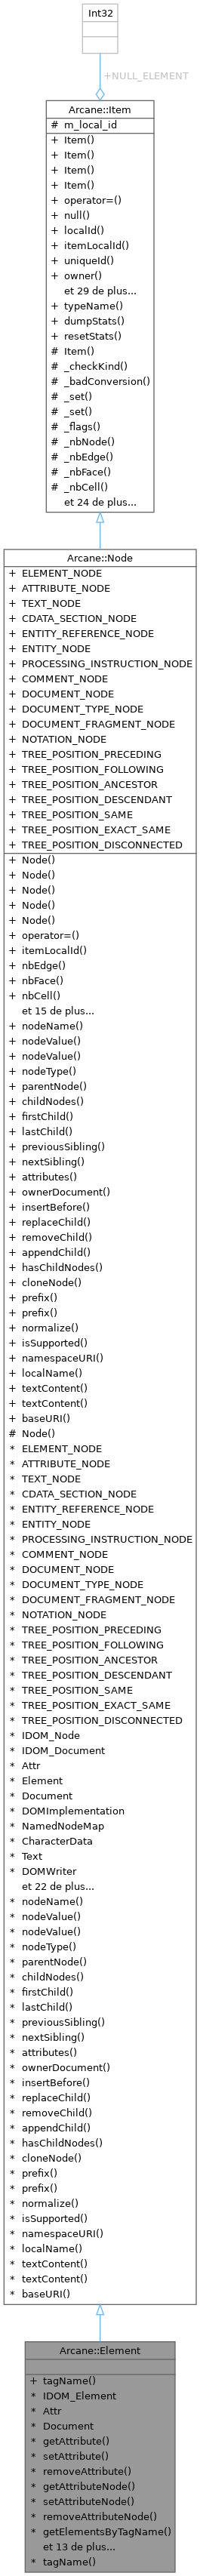 Int32
+NULL_ELEMENT
Arcane::Item
# m_local_id
+ Item()
+ Item()
+ Item()
+ Item()
+ operator=()
+ null()
+ localId()
+ itemLocalId()
+ uniqueId()
+ owner()
et 29 de plus...
+ typeName()
+ dumpStats()
+ resetStats()
# Item()
# _checkKind()
# _badConversion()
# _set()
# _set()
# _flags()
# _nbNode()
# _nbEdge()
# _nbFace()
# _nbCell()
et 24 de plus...
Arcane::Node
+ ELEMENT_NODE
+ ATTRIBUTE_NODE
+ TEXT_NODE
+ CDATA_SECTION_NODE
+ ENTITY_REFERENCE_NODE
+ ENTITY_NODE
+ PROCESSING_INSTRUCTION_NODE
+ COMMENT_NODE
+ DOCUMENT_NODE
+ DOCUMENT_TYPE_NODE
+ DOCUMENT_FRAGMENT_NODE
+ NOTATION_NODE
+ TREE_POSITION_PRECEDING
+ TREE_POSITION_FOLLOWING
+ TREE_POSITION_ANCESTOR
+ TREE_POSITION_DESCENDANT
+ TREE_POSITION_SAME
+ TREE_POSITION_EXACT_SAME
+ TREE_POSITION_DISCONNECTED
+ Node()
+ Node()
+ Node()
+ Node()
+ Node()
+ operator=()
+ itemLocalId()
+ nbEdge()
+ nbFace()
+ nbCell()
et 15 de plus...
+ nodeName()
+ nodeValue()
+ nodeValue()
+ nodeType()
+ parentNode()
+ childNodes()
+ firstChild()
+ lastChild()
+ previousSibling()
+ nextSibling()
+ attributes()
+ ownerDocument()
+ insertBefore()
+ replaceChild()
+ removeChild()
+ appendChild()
+ hasChildNodes()
+ cloneNode()
+ prefix()
+ prefix()
+ normalize()
+ isSupported()
+ namespaceURI()
+ localName()
+ textContent()
+ textContent()
+ baseURI()
# Node()
* ELEMENT_NODE
* ATTRIBUTE_NODE
* TEXT_NODE
* CDATA_SECTION_NODE
* ENTITY_REFERENCE_NODE
* ENTITY_NODE
* PROCESSING_INSTRUCTION_NODE
* COMMENT_NODE
* DOCUMENT_NODE
* DOCUMENT_TYPE_NODE
* DOCUMENT_FRAGMENT_NODE
* NOTATION_NODE
* TREE_POSITION_PRECEDING
* TREE_POSITION_FOLLOWING
* TREE_POSITION_ANCESTOR
* TREE_POSITION_DESCENDANT
* TREE_POSITION_SAME
* TREE_POSITION_EXACT_SAME
* TREE_POSITION_DISCONNECTED
* IDOM_Node
* IDOM_Document
* Attr
* Element
* Document
* DOMImplementation
* NamedNodeMap
* CharacterData
* Text
* DOMWriter
et 22 de plus...
* nodeName()
* nodeValue()
* nodeValue()
* nodeType()
* parentNode()
* childNodes()
* firstChild()
* lastChild()
* previousSibling()
* nextSibling()
* attributes()
* ownerDocument()
* insertBefore()
* replaceChild()
* removeChild()
* appendChild()
* hasChildNodes()
* cloneNode()
* prefix()
* prefix()
* normalize()
* isSupported()
* namespaceURI()
* localName()
* textContent()
* textContent()
* baseURI()
Arcane::Element
+ tagName()
* IDOM_Element
* Attr
* Document
* getAttribute()
* setAttribute()
* removeAttribute()
* getAttributeNode()
* setAttributeNode()
* removeAttributeNode()
* getElementsByTagName()
et 13 de plus...
* tagName()